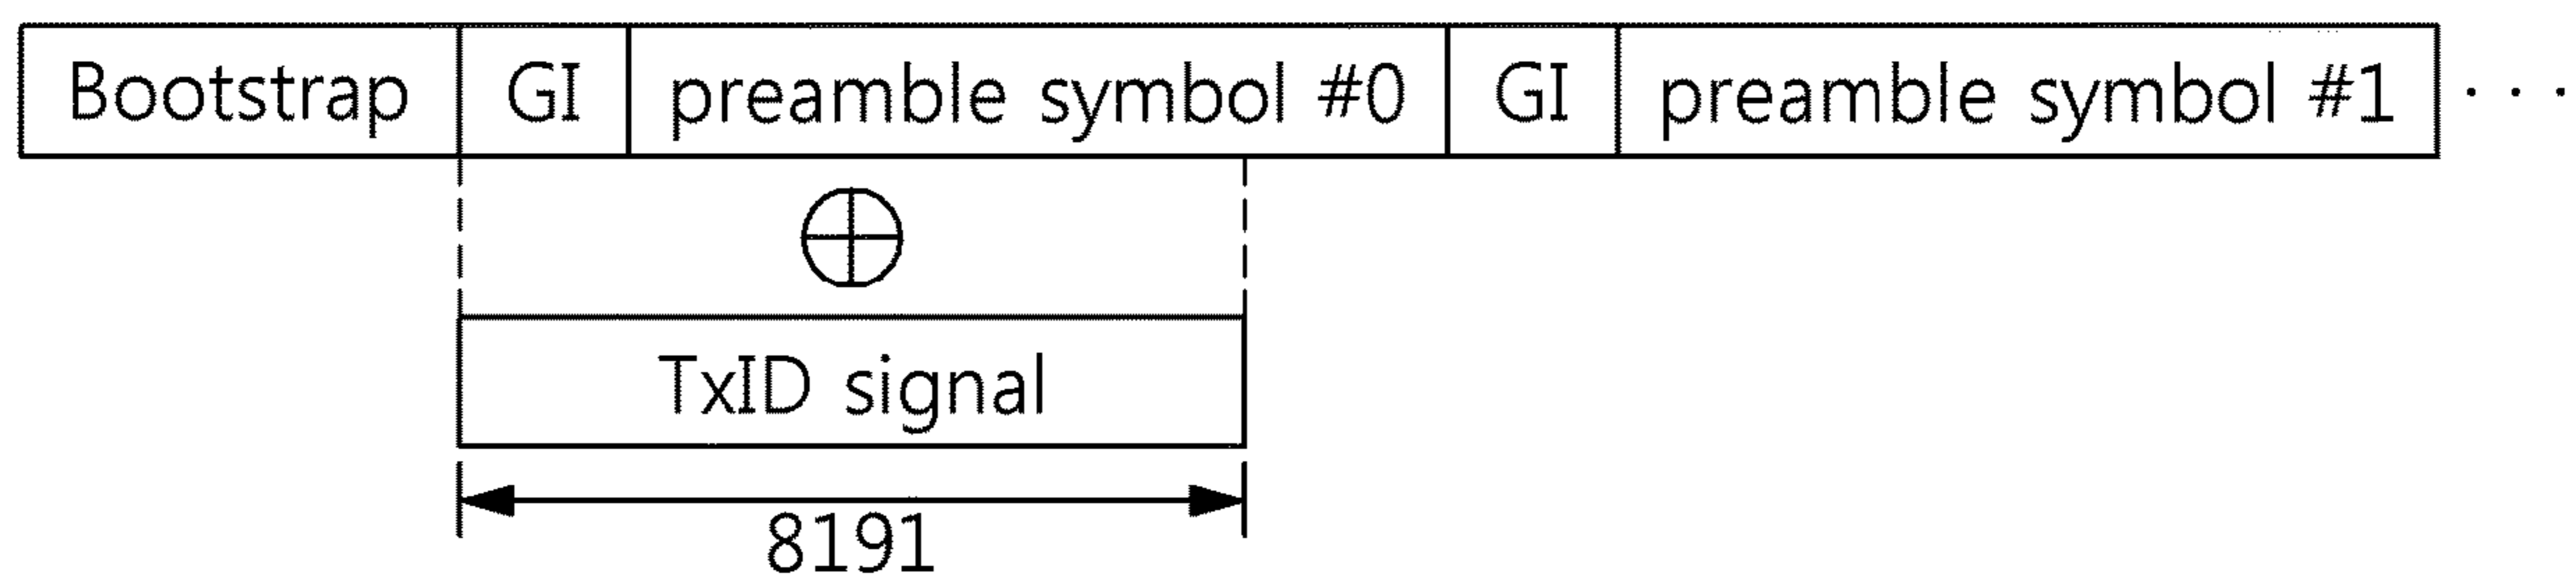 Bootstrap GI preamble symbol #0 GI preamble symbol #1 · · ·
TxID signal
8191